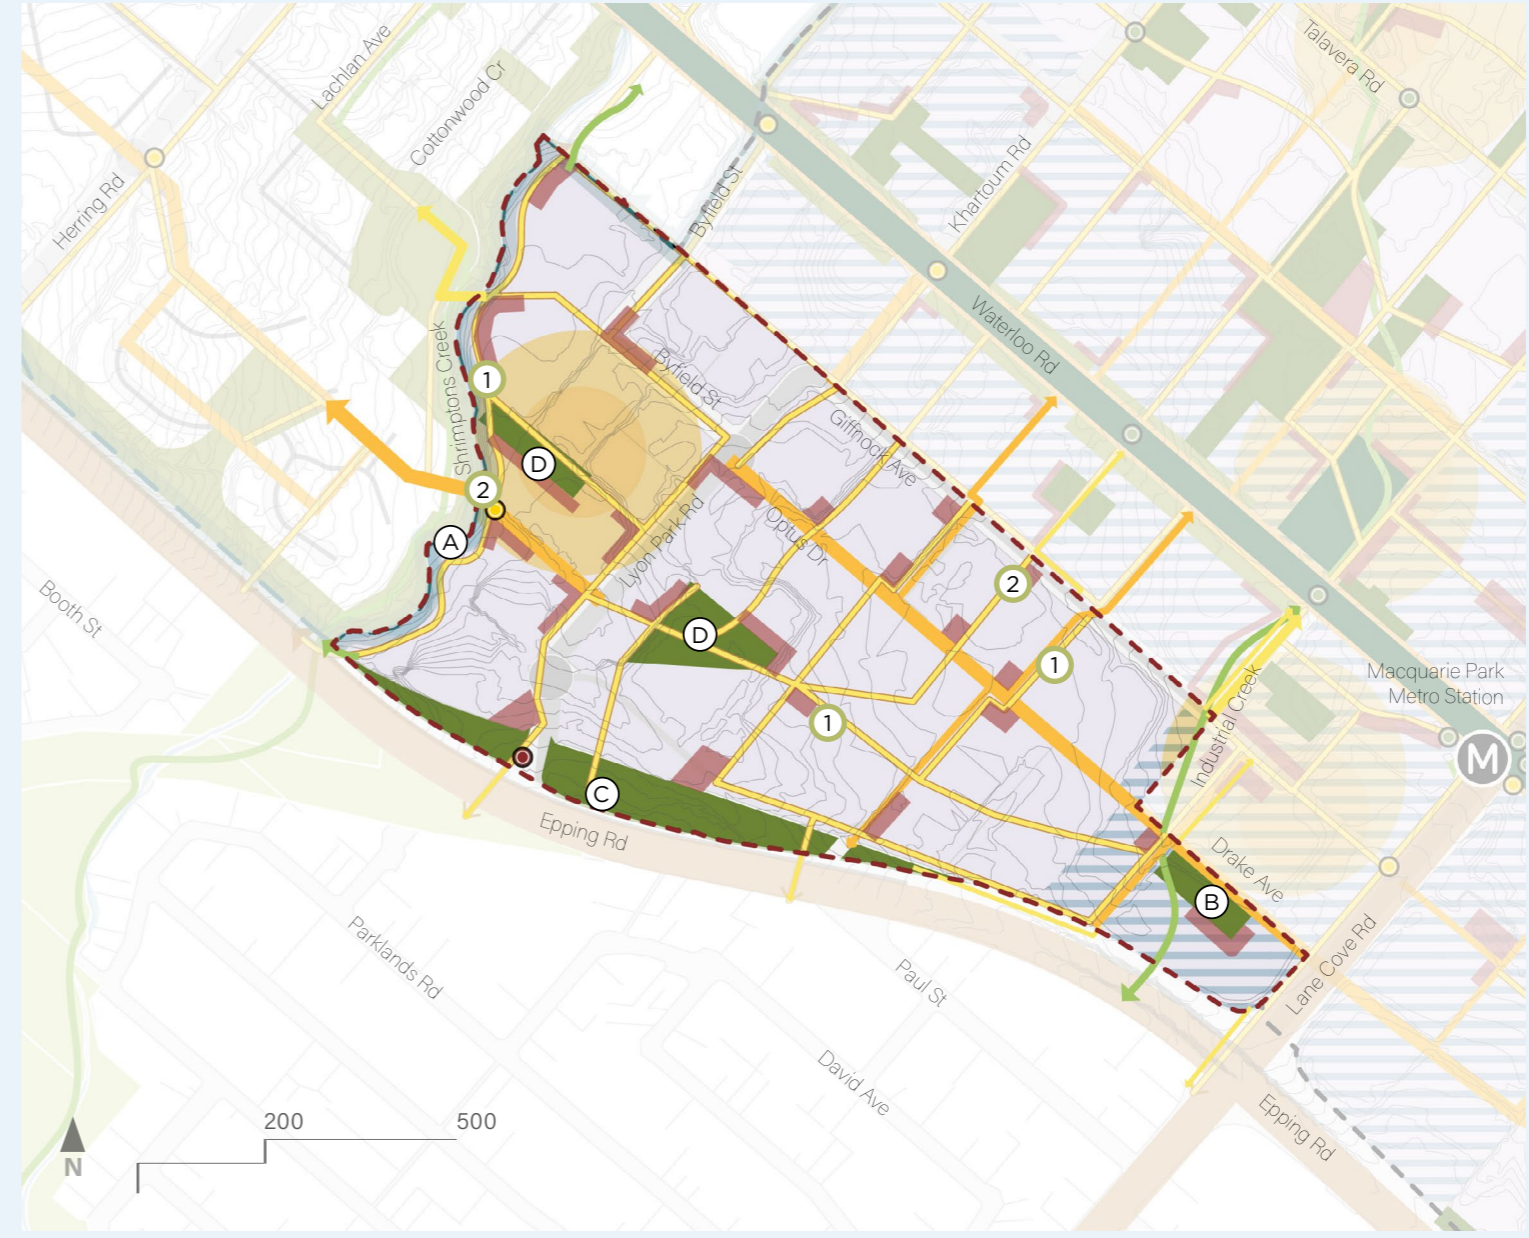 Talavera Rd
Lachlan Ave
Cottonwood Cr
Herring Rd
Byfield St
Khartoum Rd
Waterloo Rd
Shrimptons Creek
1
Byfield St
Giffnock Ave
D
2
A
Lyon Park Rd
Optus Dr
2
Booth St
D
1
Macquarie Park
Metro Station
1
Industrial Creek
M
C
Epping Rd
Drake Ave
B
Parklands Rd
Paul St
Lane Cove Rd
David Ave
Epping Rd
200
500
N